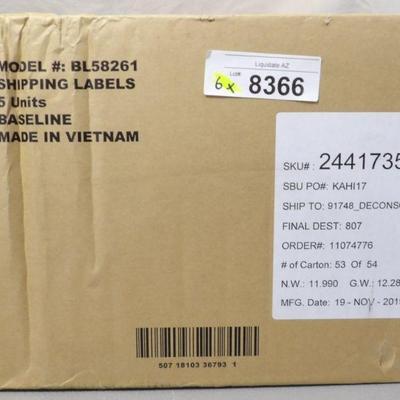 MODEL #: BL58261
SHIPPING LABELS
5 Units
BASELINE
MADE IN VIETNAM
Liquidate AZ
Lot#
6x 8366
SKU# : 2441735
SBU PO#: KAHI17
SHIP TO: 91748_DECONSO
FINAL DEST: 807
ORDER#: 11074776
# of Carton: 53 Of 54
N.W.: 11.990 G.W.: 12.28
MFG. Date: 19 - NOV - 201
507 18103 36793 1